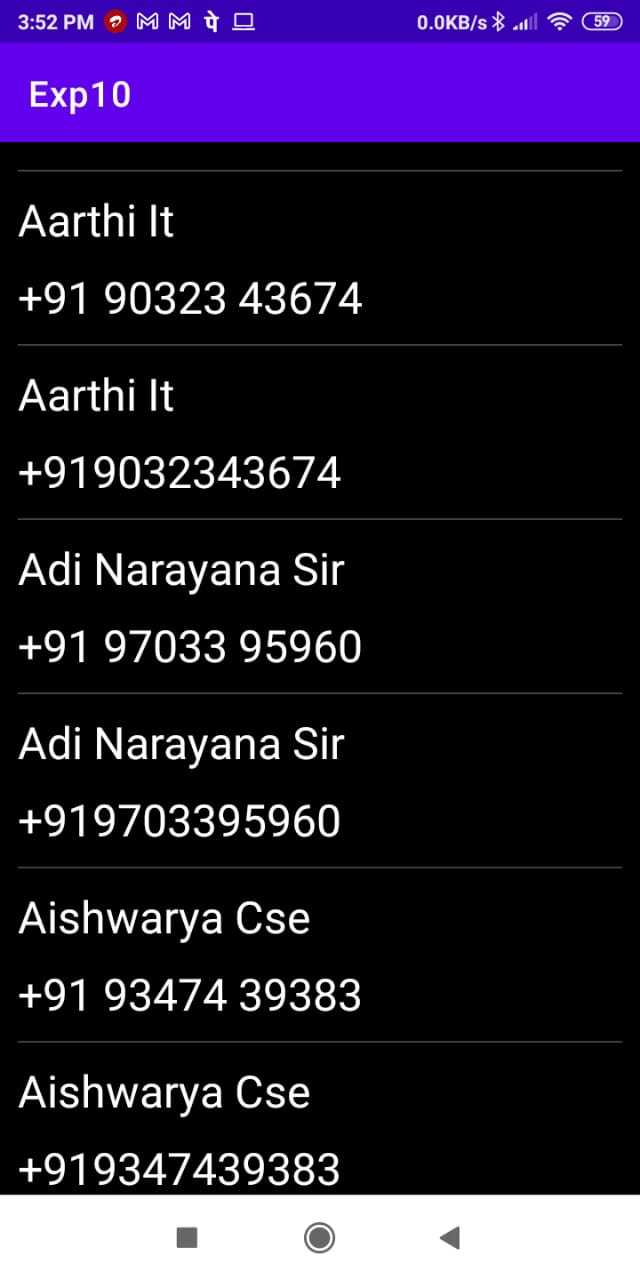 3:52 PM पे 0.0KB/s 59
Exp10
Aarthi It
+91 90323 43674
Aarthi It
+919032343674
Adi Narayana Sir
+91 97033 95960
Adi Narayana Sir
+919703395960
Aishwarya Cse
+91 93474 39383
Aishwarya Cse
+919347439383